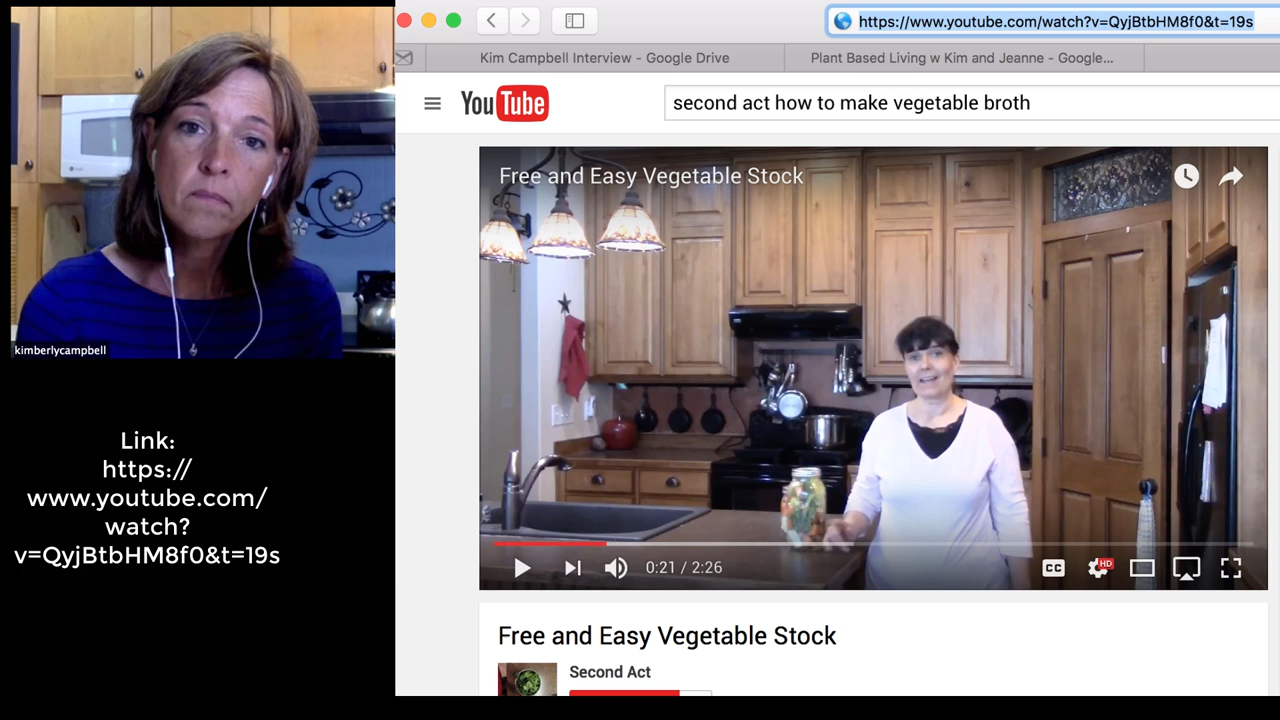 https://www.youtube.com/watch?v=QyjBtbHM8f0&t=19s
Kim Campbell Interview - Google Drive
Plant Based Living w Kim and Jeanne - Google...
YouTube
second act how to make vegetable broth
Free and Easy Vegetable Stock
kimberlycampbell
Link:
https://
www.youtube.com/
watch?
v=QyjBtbHM8f0&t=19s
0:21 / 2:26
CC
HD
Free and Easy Vegetable Stock
Second Act